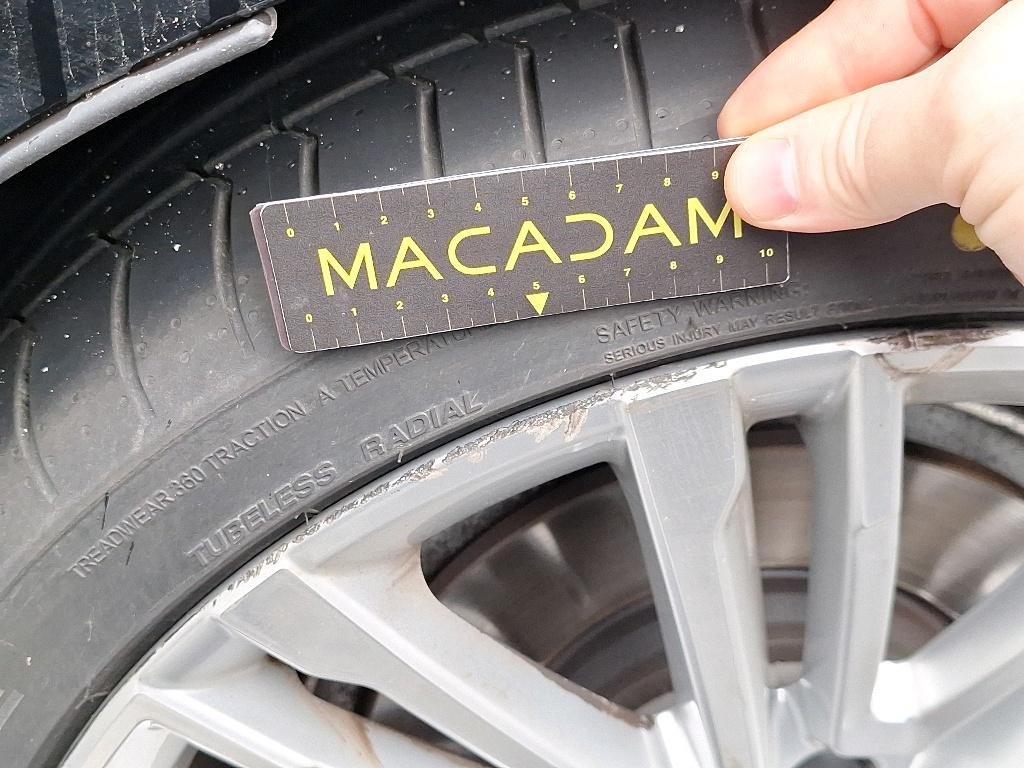 0 1 2 3 4 5 6 7 8 9
MACADAM
0 1 2 3 4 5 6 7 8 9 10
SAFETY WARNING:
SERIOUS INJURY MAY RESULT
TREADWEAR 360 TRACTION A TEMPERATU
TUBELESS RADIAL